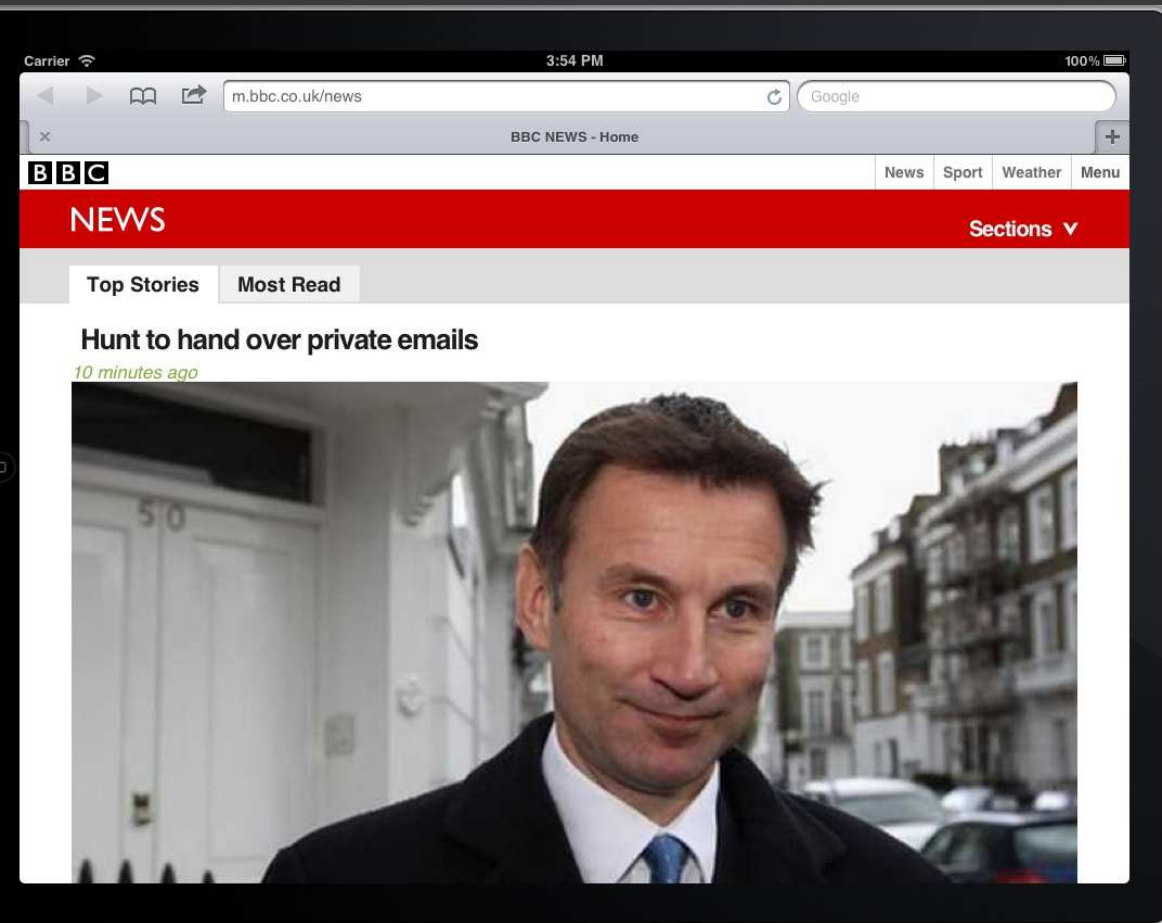 Carrier
3:54 PM
100%
m.bbc.co.uk/news
Google
BBC NEWS - Home
BBC
News Sport Weather Menu
NEWS
Sections
Top Stories Most Read
Hunt to hand over private emails
10 minutes ago
50